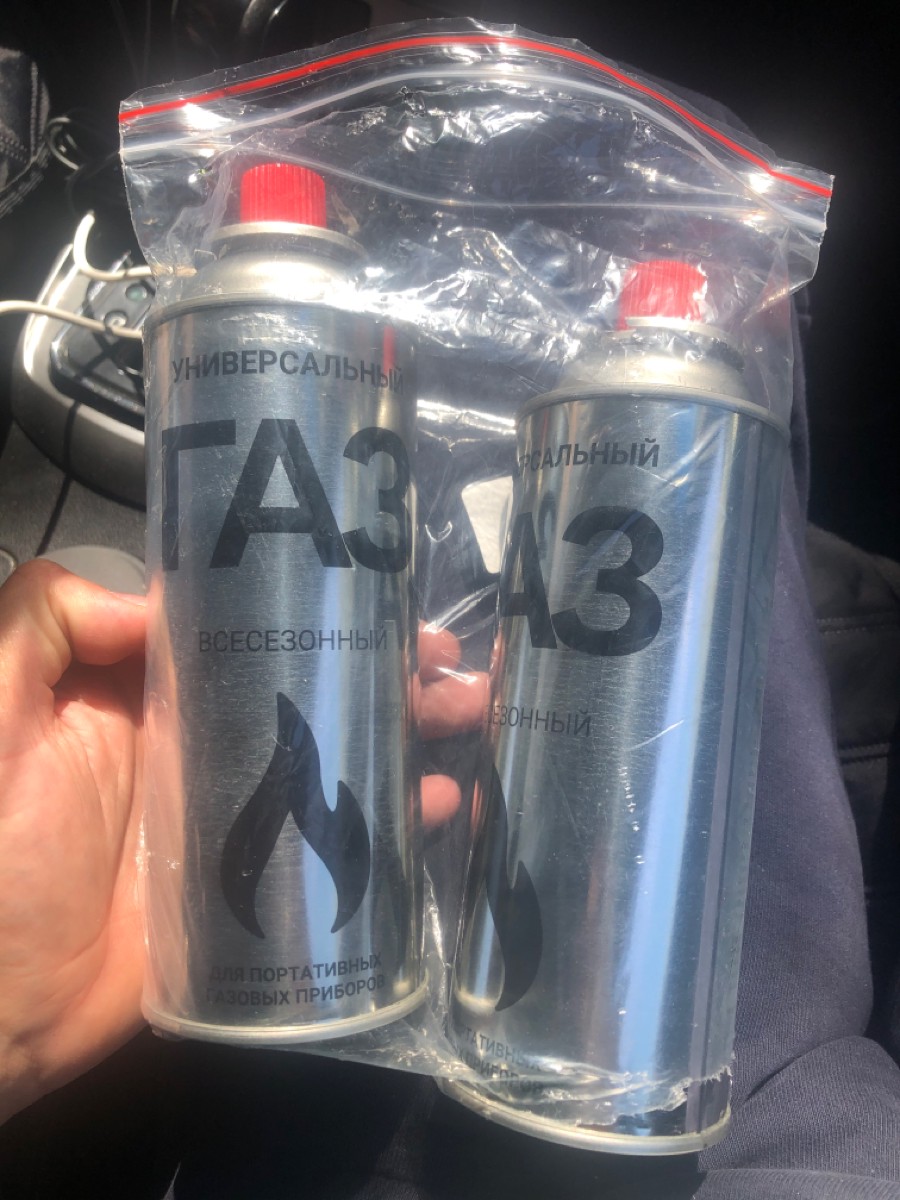 УНИВЕРСАЛЬНЫЙ
ГАЗ
ВСЕСЕЗОННЫЙ
ДЛЯ ПОРТАТИВНЫХ
ГАЗОВЫХ ПРИБОРОВ
РСАЛЬНЫЙ
АЗ
ЕЗОННЫЙ